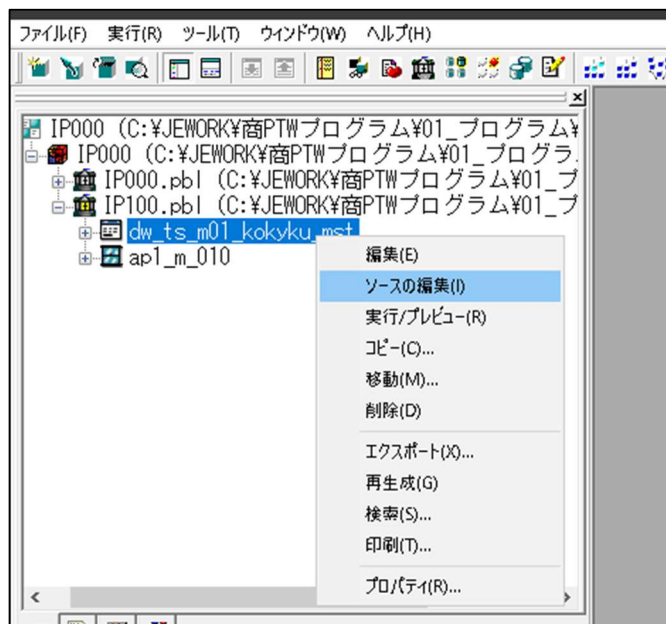 ファイル(F) 実行(R) ツール(T) ウィンドウ(W) ヘルプ(H)
IP000 (C:¥JEWORK¥商PTWプログラム¥01_プログラム¥
IP000 (C:¥JEWORK¥商PTWプログラム¥01_プログラ.
IP000.pbl (C:¥JEWORK¥商PTWプログラム¥01_プ
IP100.pbl (C:¥JEWORK¥商PTWプログラム¥01_プ
dw_ts_m01_kokyku_mst
ap1_m_010
編集(E)
ソースの編集(I)
実行/プレビュー(R)
コピー(C)...
移動(M)...
削除(D)
エクスポート(X)...
再生成(G)
検索(S)...
印刷(T)...
プロパティ(R)...